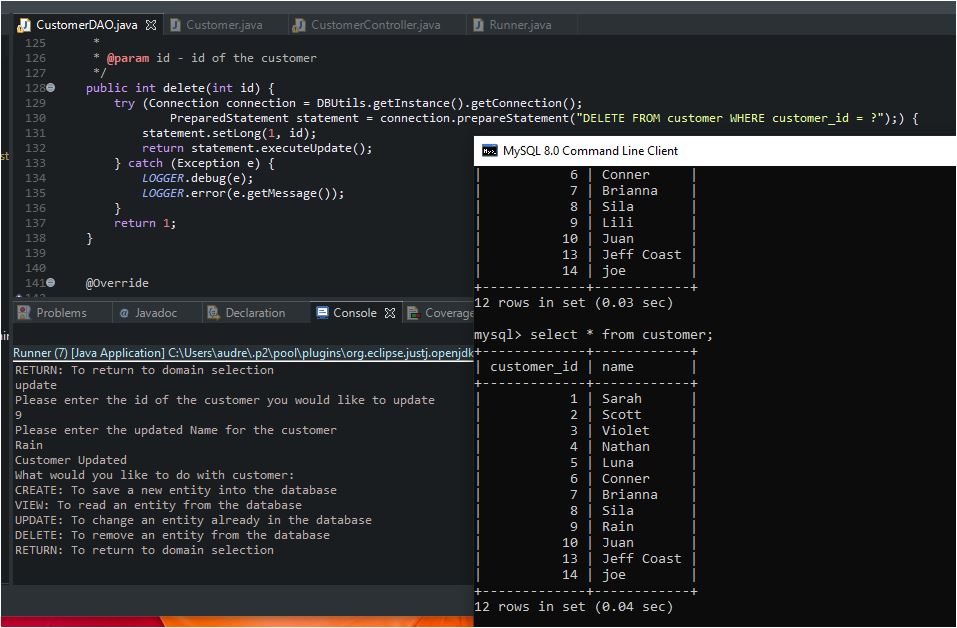 CustomerDAO.java
Customer.java
CustomerController.java
Runner.java
125 *
126 * @param id - id of the customer
127 */
128 public int delete(int id) {
129 try (Connection connection = DBUtils.getInstance().getConnection();
130 PreparedStatement statement = connection.prepareStatement("DELETE FROM customer WHERE customer_id = ?");) {
131 statement.setLong(1, id);
132 return statement.executeUpdate();
133 } catch (Exception e) {
134 LOGGER.debug(e);
135 LOGGER.error(e.getMessage());
136 }
137 return 1;
138 }
139
140
141 @Override
Problems
Javadoc
Declaration
Console
Coverage
Runner (7) [Java Application] C:\Users\audre\.p2\pool\plugins\org.eclipse.justj.openjdk
RETURN: To return to domain selection
update
Please enter the id of the customer you would like to update
9
Please enter the updated Name for the customer
Rain
Customer Updated
What would you like to do with customer:
CREATE: To save a new entity into the database
VIEW: To read an entity from the database
UPDATE: To change an entity already in the database
DELETE: To remove an entity from the database
RETURN: To return to domain selection
MySQL 8.0 Command Line Client
| 6 | Conner |
| 7 | Brianna |
| 8 | Sila |
| 9 | Lili |
| 10 | Juan |
| 13 | Jeff Coast |
| 14 | joe |
+-------------+------------+
12 rows in set (0.03 sec)
mysql> select * from customer;
+-------------+------------+
| customer_id | name |
+-------------+------------+
| 1 | Sarah |
| 2 | Scott |
| 3 | Violet |
| 4 | Nathan |
| 5 | Luna |
| 6 | Conner |
| 7 | Brianna |
| 8 | Sila |
| 9 | Rain |
| 10 | Juan |
| 13 | Jeff Coast |
| 14 | joe |
+-------------+------------+
12 rows in set (0.04 sec)